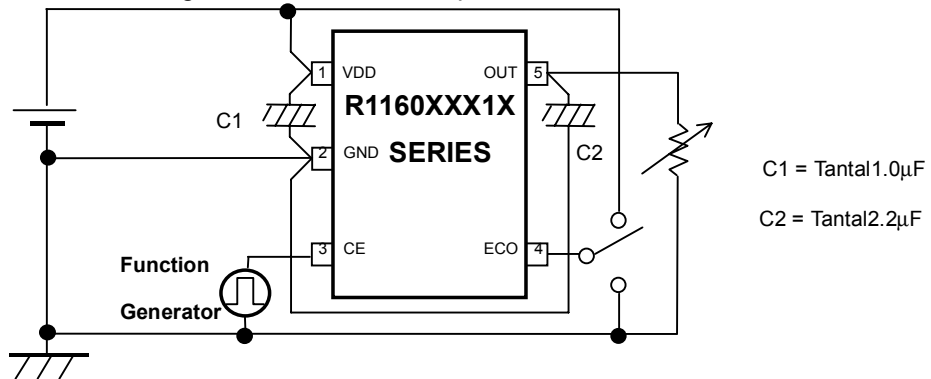 1 VDD OUT 5
R1160XXX1X
C1
2 GND SERIES C2
C1 = Tantal1.0µF
C2 = Tantal2.2µF
3 CE ECO 4
Function
Generator